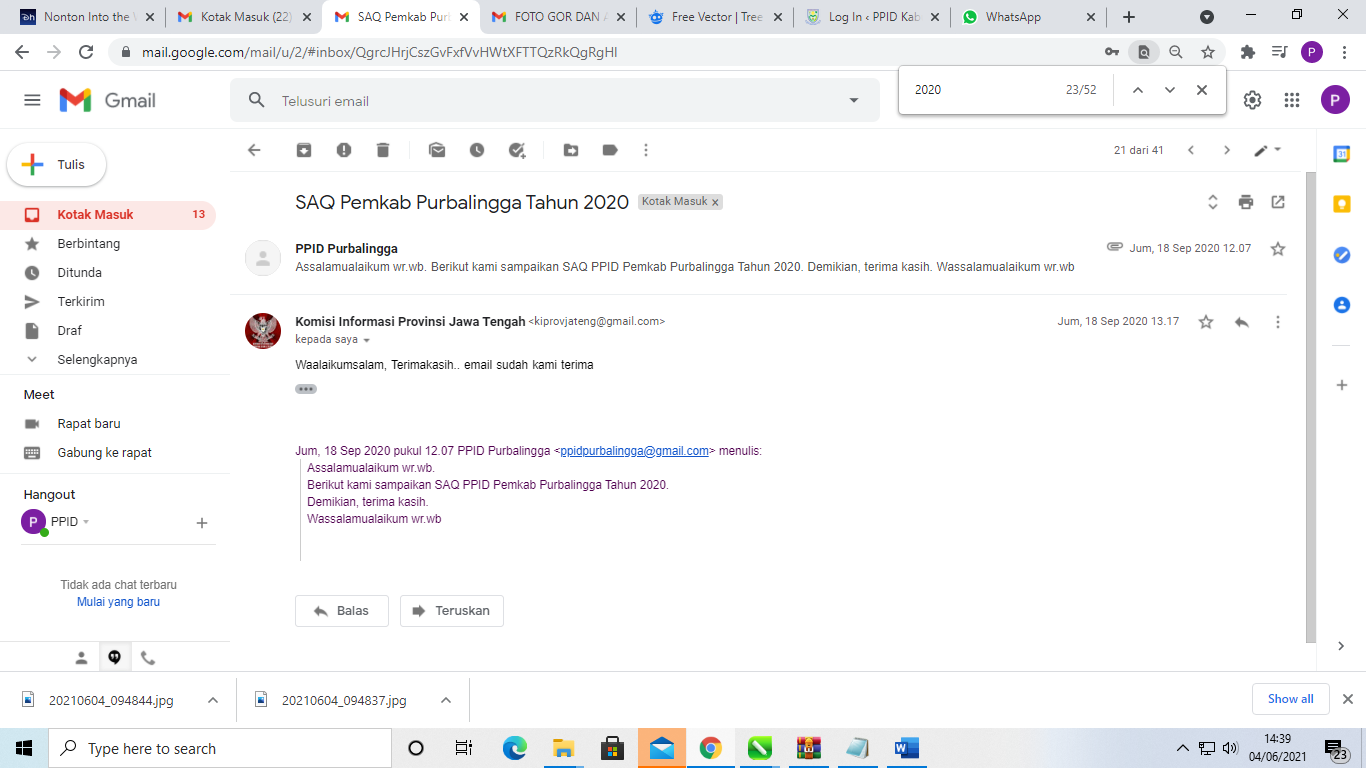 Nonton Into the W
Kotak Masuk (22)
SAQ Pemkab Purb
FOTO GOR DAN A
Free Vector | Tree
Log In ‹ PPID Kab
WhatsApp
mail.google.com/mail/u/2/#inbox/QgrcJHrjCszGvFxfVvHWtXFTTQzRkQgRgHl
2020
23/52
Gmail
Telusuri email
P
P
Tulis
21 dari 41
Kotak Masuk 13
Berbintang
Ditunda
Terkirim
Draf
Selengkapnya
Meet
Rapat baru
Gabung ke rapat
Hangout
P PPID
Tidak ada chat terbaru
Mulai yang baru
SAQ Pemkab Purbalingga Tahun 2020 Kotak Masuk x
PPID Purbalingga Jum, 18 Sep 2020 12.07
Assalamualaikum wr.wb. Berikut kami sampaikan SAQ PPID Pemkab Purbalingga Tahun 2020. Demikian, terima kasih. Wassalamualaikum wr.wb
Komisi Informasi Provinsi Jawa Tengah <kiprovjateng@gmail.com> Jum, 18 Sep 2020 13.17
kepada saya
Waalaikumsalam, Terimakasih.. email sudah kami terima
Jum, 18 Sep 2020 pukul 12.07 PPID Purbalingga <ppidpurbalingga@gmail.com> menulis:
Assalamualaikum wr.wb.
Berikut kami sampaikan SAQ PPID Pemkab Purbalingga Tahun 2020.
Demikian, terima kasih.
Wassalamualaikum wr.wb
Balas
Teruskan
20210604_094844.jpg
20210604_094837.jpg
Show all
Type here to search
14:39
04/06/2021
23